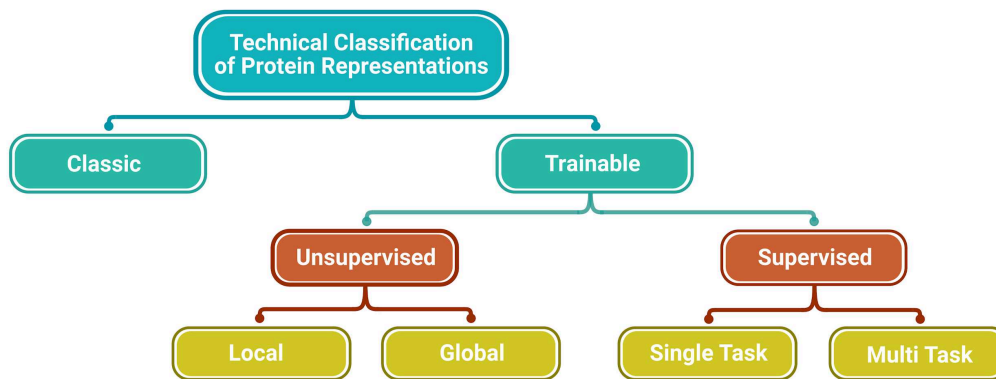 Technical Classification
of Protein Representations
Classic
Trainable
Unsupervised
Supervised
Local
Global
Single Task
Multi Task